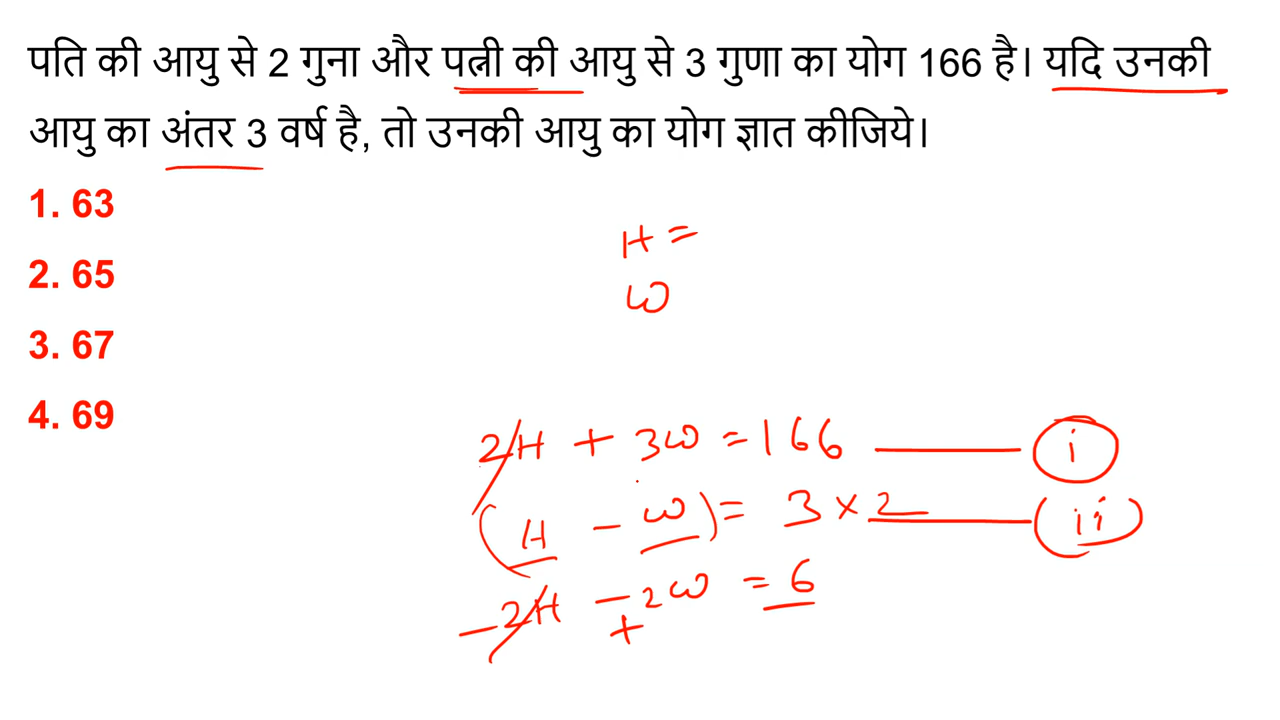 पति की आयु से 2 गुना और पत्नी की आयु से 3 गुणा का योग 166 है। यदि उनकी
आयु का अंतर 3 वर्ष है, तो उनकी आयु का योग ज्ञात कीजिये।
1. 63
2. 65
3. 67
4. 69
H =
W
2H + 3W = 166 —— i
(H - W) = 3 × 2 —— (ii)
-2H - 2W = 6
+